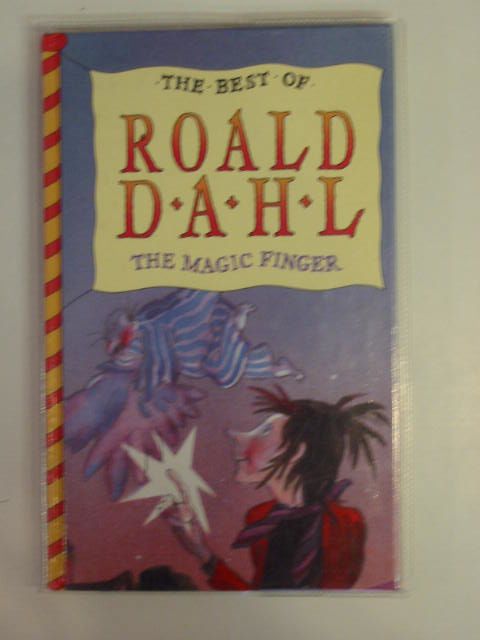 ·THE·BEST·OF·
ROALD
D·A·H·L
THE MAGIC FINGER